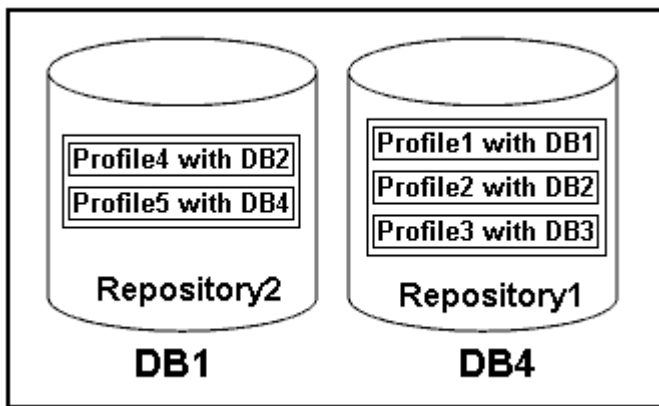 Profile4 with DB2
Profile5 with DB4
Repository2
DB1
Profile1 with DB1
Profile2 with DB2
Profile3 with DB3
Repository1
DB4